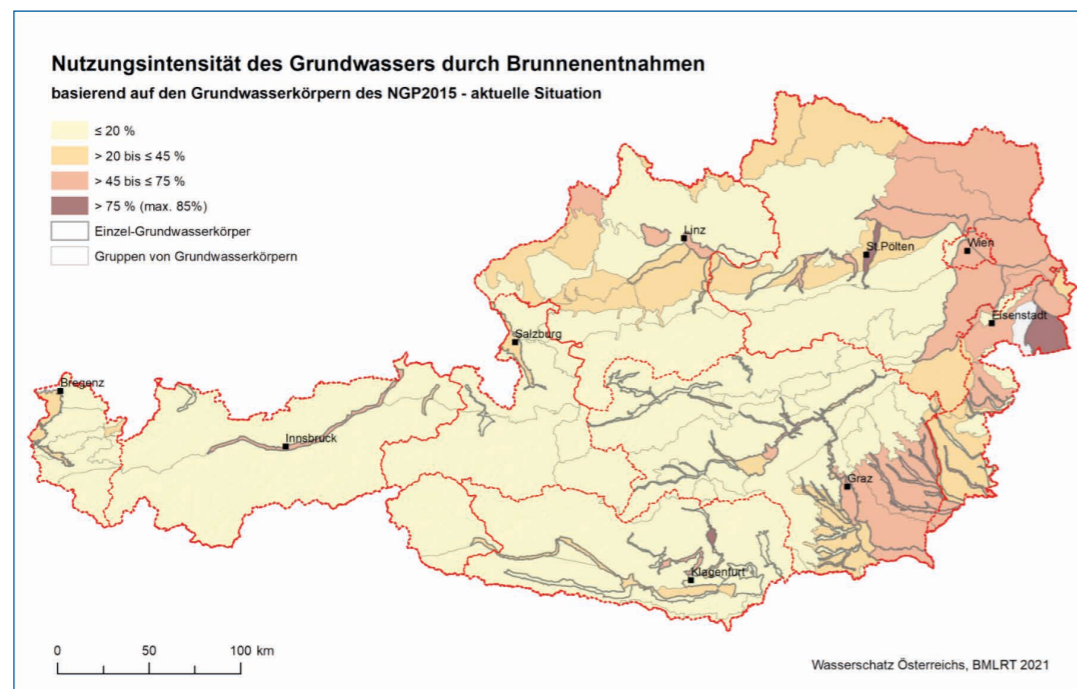 Nutzungsintensität des Grundwassers durch Brunnenentnahmen
basierend auf den Grundwasserkörpern des NGP2015 - aktuelle Situation
≤ 20 %
> 20 bis ≤ 45 %
> 45 bis ≤ 75 %
> 75 % (max. 85%)
Einzel-Grundwasserkörper
Gruppen von Grundwasserkörpern
Linz
St.Pölten
Wien
Eisenstadt
Salzburg
Bregenz
Innsbruck
Graz
Klagenfurt
0 50 100 km
Wasserschatz Österreichs, BMLRT 2021